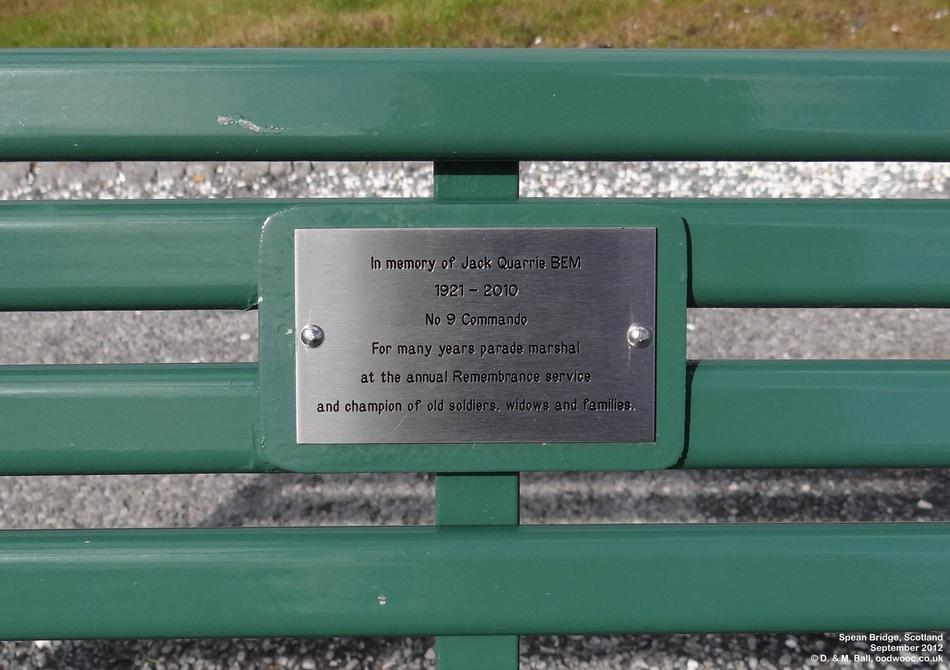 In memory of Jack Quarrie BEM
1921 – 2010
No 9 Commando
For many years parade marshal
at the annual Remembrance service
and champion of old soldiers, widows and families.
Spean Bridge, Scotland
September 2012
© D. & M. Ball, oodwooc.co.uk